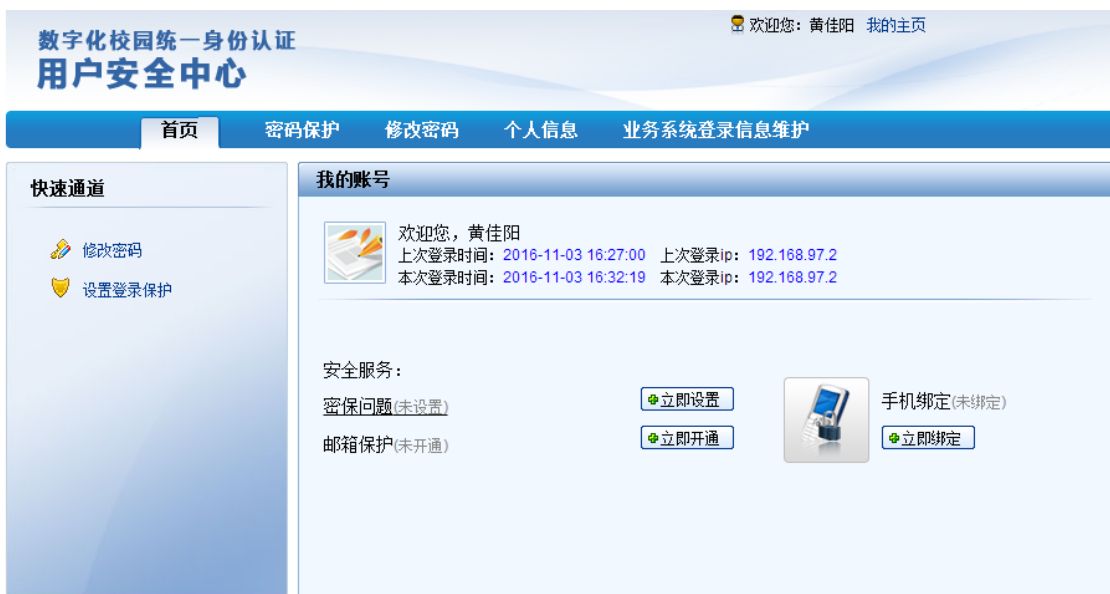 欢迎您：黄佳阳 我的主页
数字化校园统一身份认证
用户安全中心
首页 密码保护 修改密码 个人信息 业务系统登录信息维护
快速通道
修改密码
设置登录保护
我的账号
欢迎您，黄佳阳
上次登录时间：2016-11-03 16:27:00 上次登录ip：192.168.97.2
本次登录时间：2016-11-03 16:32:19 本次登录ip：192.168.97.2
安全服务：
密保问题(未设置) 立即设置
邮箱保护(未开通) 立即开通
手机绑定(未绑定)
立即绑定